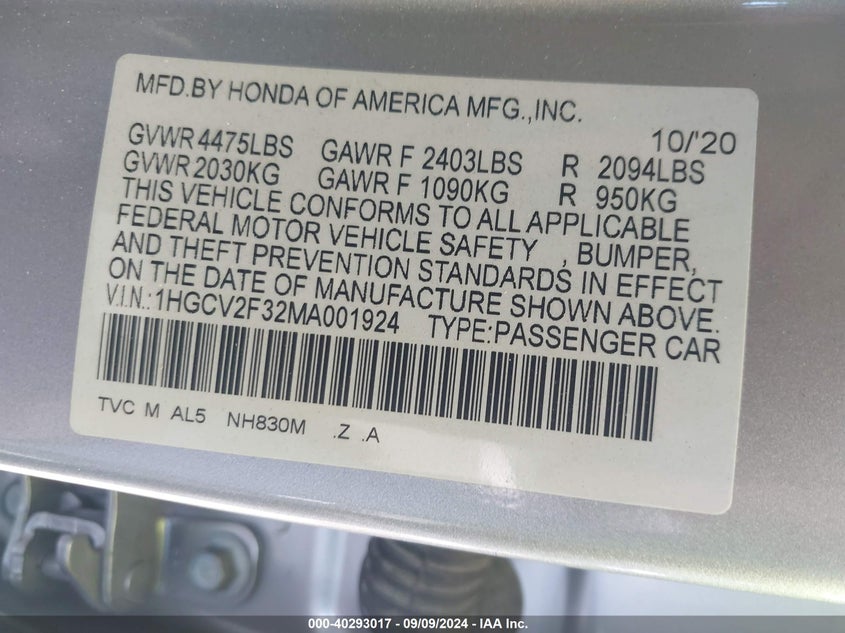 MFD.BY HONDA OF AMERICA MFG.,INC.
10/'20
GVWR 4475LBS GAWR F 2403LBS R 2094LBS
GVWR 2030KG GAWR F 1090KG R 950KG
THIS VEHICLE CONFORMS TO ALL APPLICABLE
FEDERAL MOTOR VEHICLE SAFETY , BUMPER,
AND THEFT PREVENTION STANDARDS IN EFFECT
ON THE DATE OF MANUFACTURE SHOWN ABOVE.
V.I.N.:1HGCV2F32MA001924 TYPE:PASSENGER CAR
TVC M AL5 NH830M .Z .A
000-40293017 - 09/09/2024 - IAA Inc.